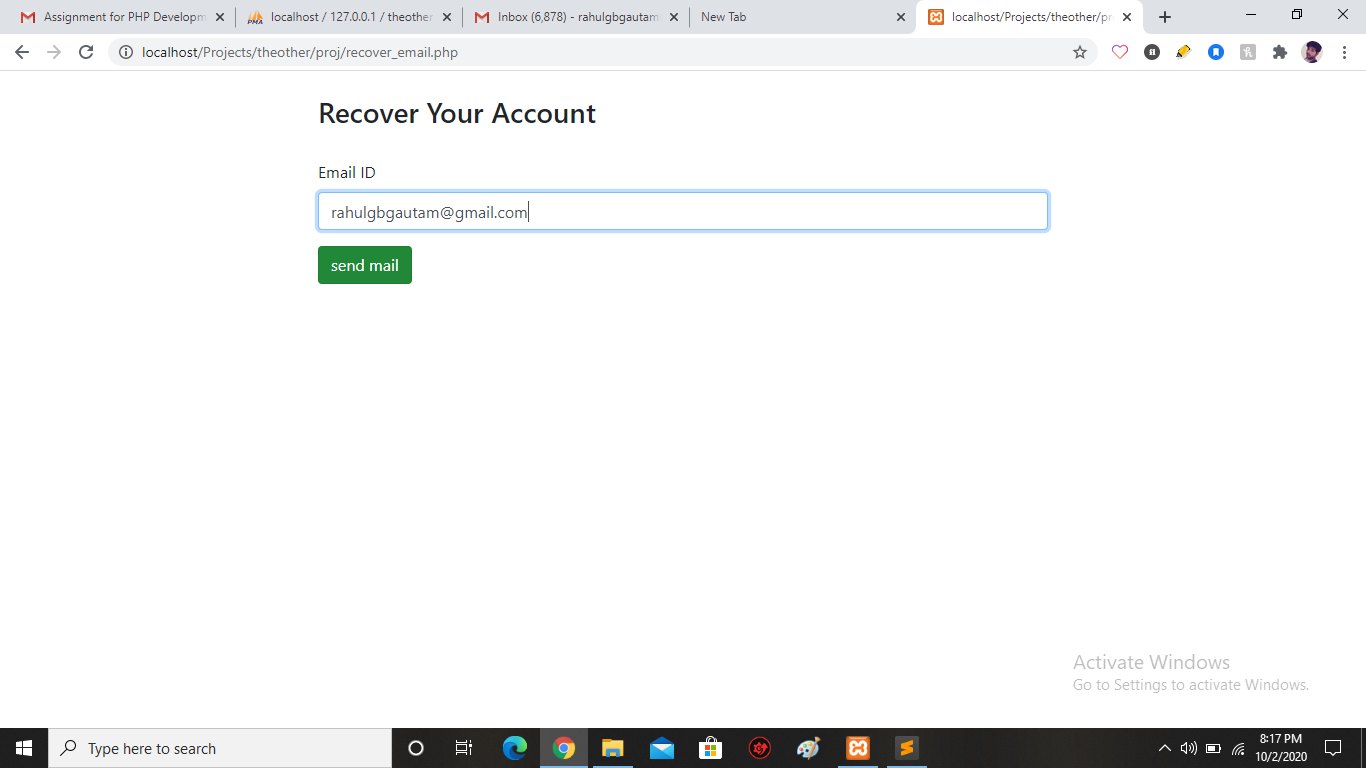 Assignment for PHP Developm
localhost / 127.0.0.1 / theother
Inbox (6,878) - rahulgbgautam
New Tab
localhost/Projects/theother/pr
localhost/Projects/theother/proj/recover_email.php
Recover Your Account
Email ID
rahulgbgautam@gmail.com
send mail
Activate Windows
Go to Settings to activate Windows.
Type here to search
8:17 PM
10/2/2020